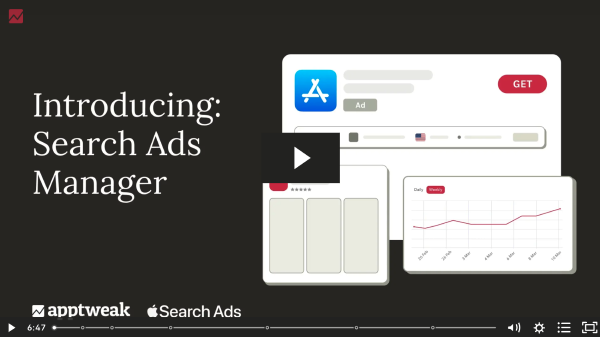 Introducing:
Search Ads
Manager
GET
Ad
Daily Weekly
apptweak
Search Ads
6:47